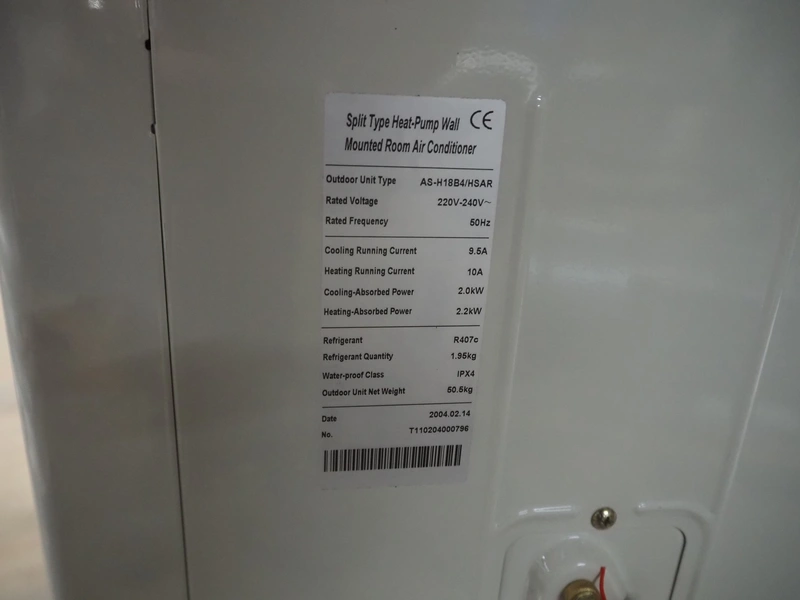 Split Type Heat-Pump Wall CE
Mounted Room Air Conditioner
Outdoor Unit Type AS-H18B4/HSAR
Rated Voltage 220V-240V~
Rated Frequency 50Hz
Cooling Running Current 9.5A
Heating Running Current 10A
Cooling-Absorbed Power 2.0kW
Heating-Absorbed Power 2.2kW
Refrigerant R407c
Refrigerant Quantity 1.95kg
Water-proof Class IPX4
Outdoor Unit Net Weight 50.5kg
Date 2004.02.14
No. T110204000796